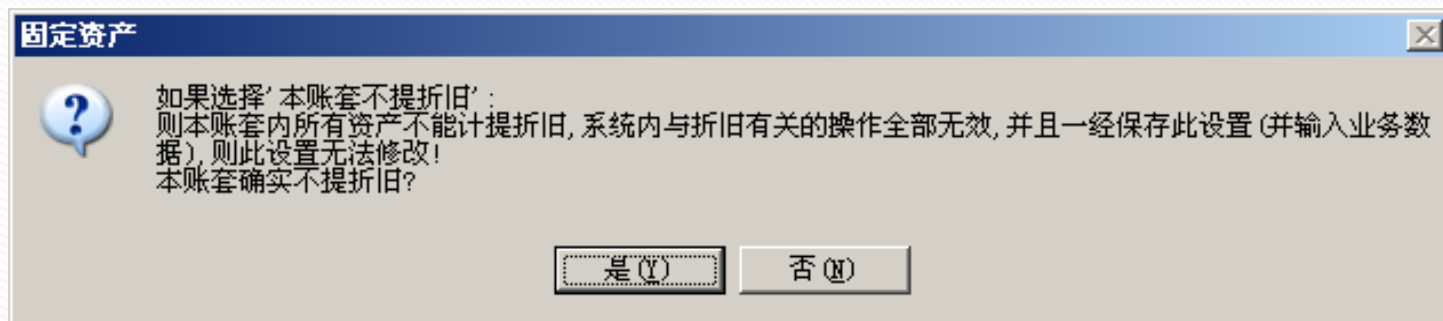 固定资产
如果选择'本账套不提折旧':
则本账套内所有资产不能计提折旧,系统内与折旧有关的操作全部无效,并且一经保存此设置(并输入业务数
据),则此设置无法修改!
本账套确实不提折旧?
是(Y) 否(N)